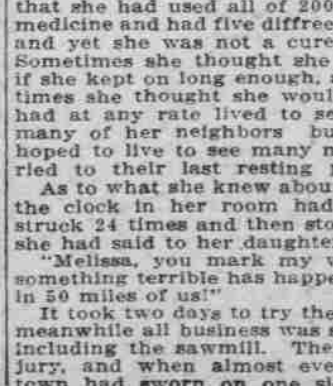 that she had used all of 200
medicine and had five diffrec
and yet she was not a cure
Sometimes she thought she
if she kept on long enough,
times she thought she woul
had at any rate lived to se
many of her neighbors bu
hoped to live to see many n
ried to their last resting
As to what she knew abou
the clock in her room had
struck 24 times and then sto
she had said to her daughte
"Melissa, you mark my w
something terrible has happe
in 50 miles of us!"
It took two days to try the
meanwhile all business was s
including the sawmill. The
jury, and when almost eve
town had sworn on one